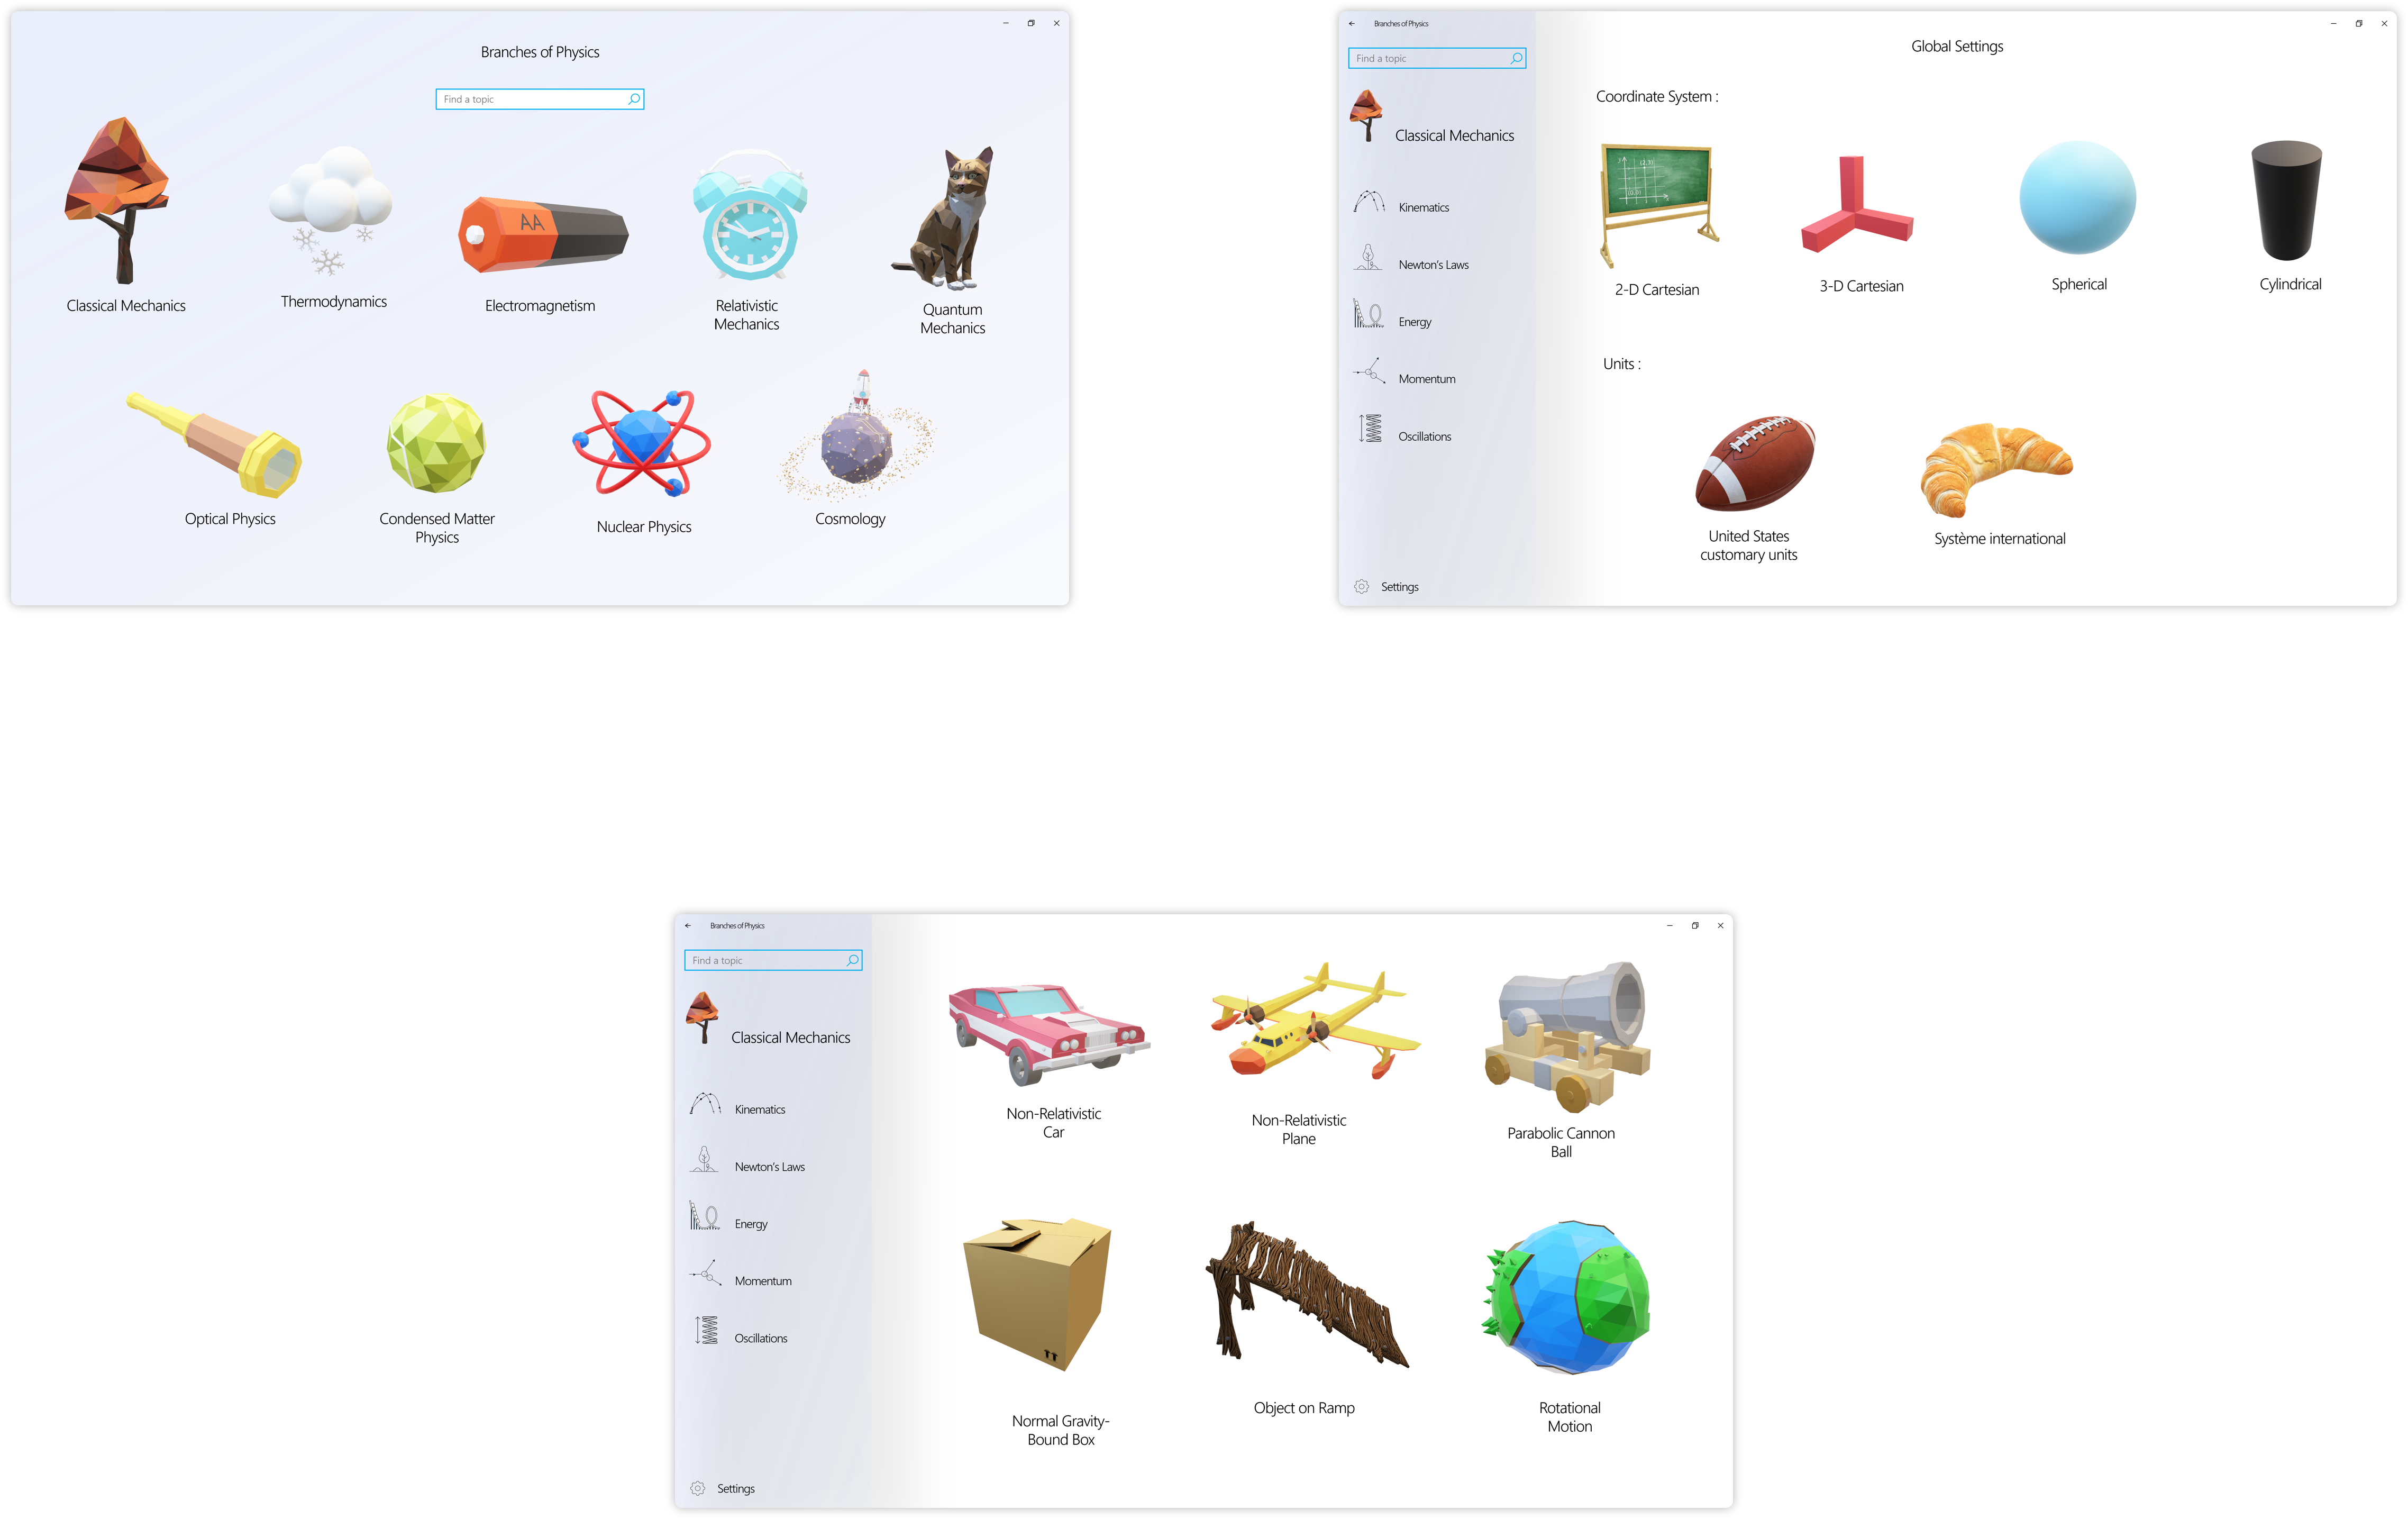 Branches of Physics
Find a topic
AA
Classical Mechanics
Thermodynamics
Electromagnetism
Relativistic
Mechanics
Quantum
Mechanics
Optical Physics
Condensed Matter
Physics
Nuclear Physics
Cosmology
Branches of Physics
Find a topic
Classical Mechanics
Kinematics
Newton's Laws
Energy
Momentum
Oscillations
Settings
Global Settings
Coordinate System :
2-D Cartesian
3-D Cartesian
Spherical
Cylindrical
Units :
United States
customary units
Système international
Branches of Physics
Find a topic
Classical Mechanics
Kinematics
Newton's Laws
Energy
Momentum
Oscillations
Settings
Non-Relativistic
Car
Non-Relativistic
Plane
Parabolic Cannon
Ball
Normal Gravity-
Bound Box
Object on Ramp
Rotational
Motion